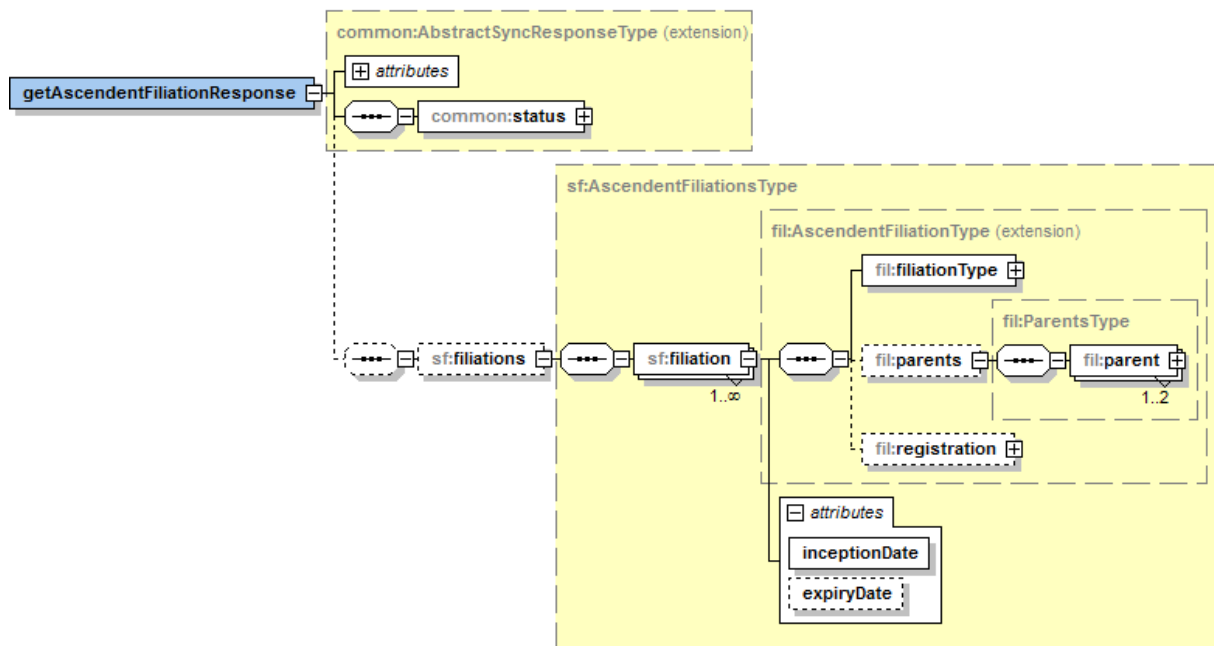 common:AbstractSyncResponseType (extension)
attributes
getAscendentFiliationResponse
common:status
sf:AscendentFiliationsType
fil:AscendentFiliationType (extension)
fil:filiationType
fil:ParentsType
sf:filiations
sf:filiation
fil:parents
fil:parent
1..∞
1..2
fil:registration
attributes
inceptionDate
expiryDate